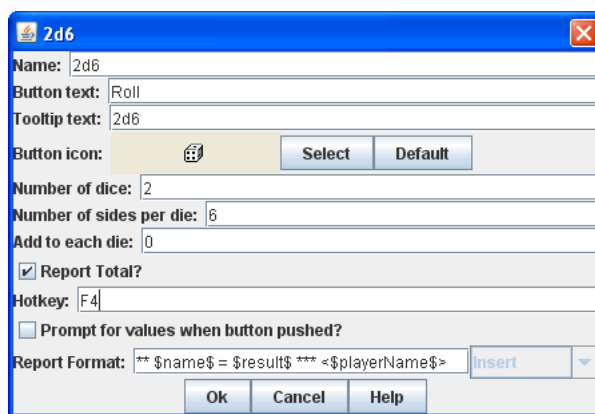 2d6
Name: 2d6
Button text: Roll
Tooltip text: 2d6
Button icon: Select Default
Number of dice: 2
Number of sides per die: 6
Add to each die: 0
Report Total?
Hotkey: F4
Prompt for values when button pushed?
Report Format: ** $name$ = $result$ *** <$playerName$> Insert
Ok Cancel Help